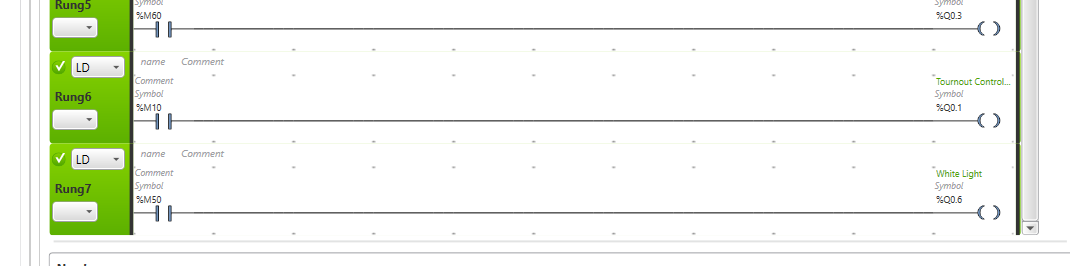 Rung5
Symbol
%M60
Symbol
%Q0.3
LD
name Comment
Rung6
Comment
Symbol
%M10
Tournout Control...
Symbol
%Q0.1
LD
name Comment
Rung7
Comment
Symbol
%M50
White Light
Symbol
%Q0.6